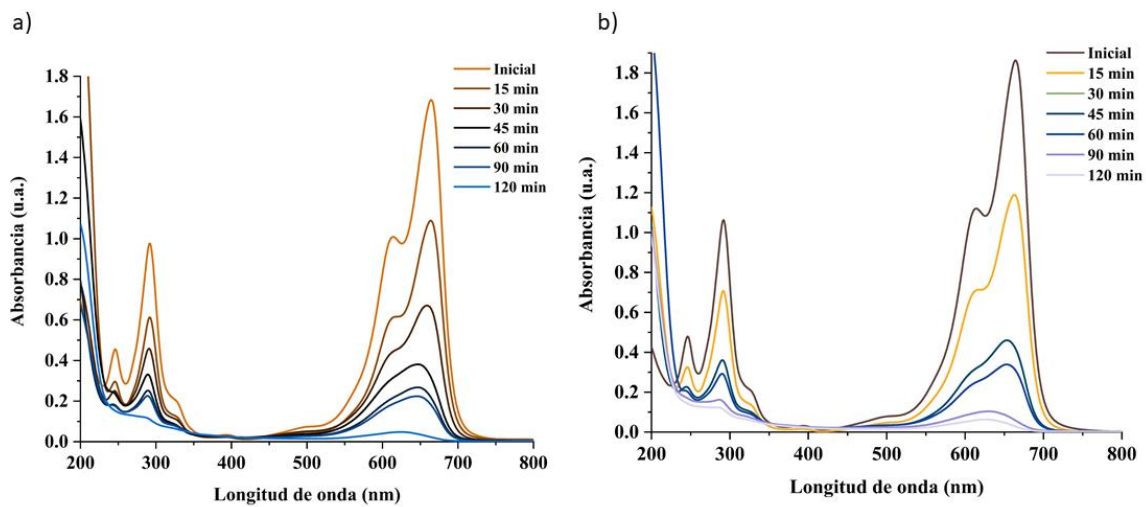 a)
Inicial
15 min
30 min
45 min
60 min
90 min
120 min
Absorbancia (u.a.)
1.8
1.6
1.4
1.2
1.0
0.8
0.6
0.4
0.2
0.0
200 300 400 500 600 700 800
Longitud de onda (nm)
b)
Inicial
15 min
30 min
45 min
60 min
90 min
120 min
Absorbancia (u.a.)
1.8
1.6
1.4
1.2
1.0
0.8
0.6
0.4
0.2
0.0
200 300 400 500 600 700 800
Longitud de onda (nm)